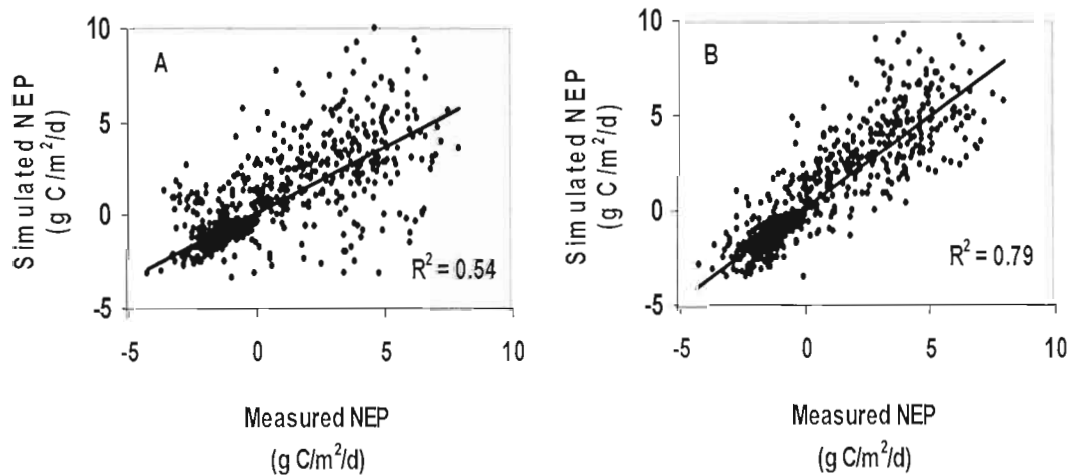 A
Simulated NEP
(g C/m²/d)
10
5
0
-5
R² = 0.54
-5
0
5
10
Measured NEP
(g C/m²/d)
B
Simulated NEP
(g C/m²/d)
10
5
0
-5
R² = 0.79
-5
0
5
10
Measured NEP
(g C/m²/d)